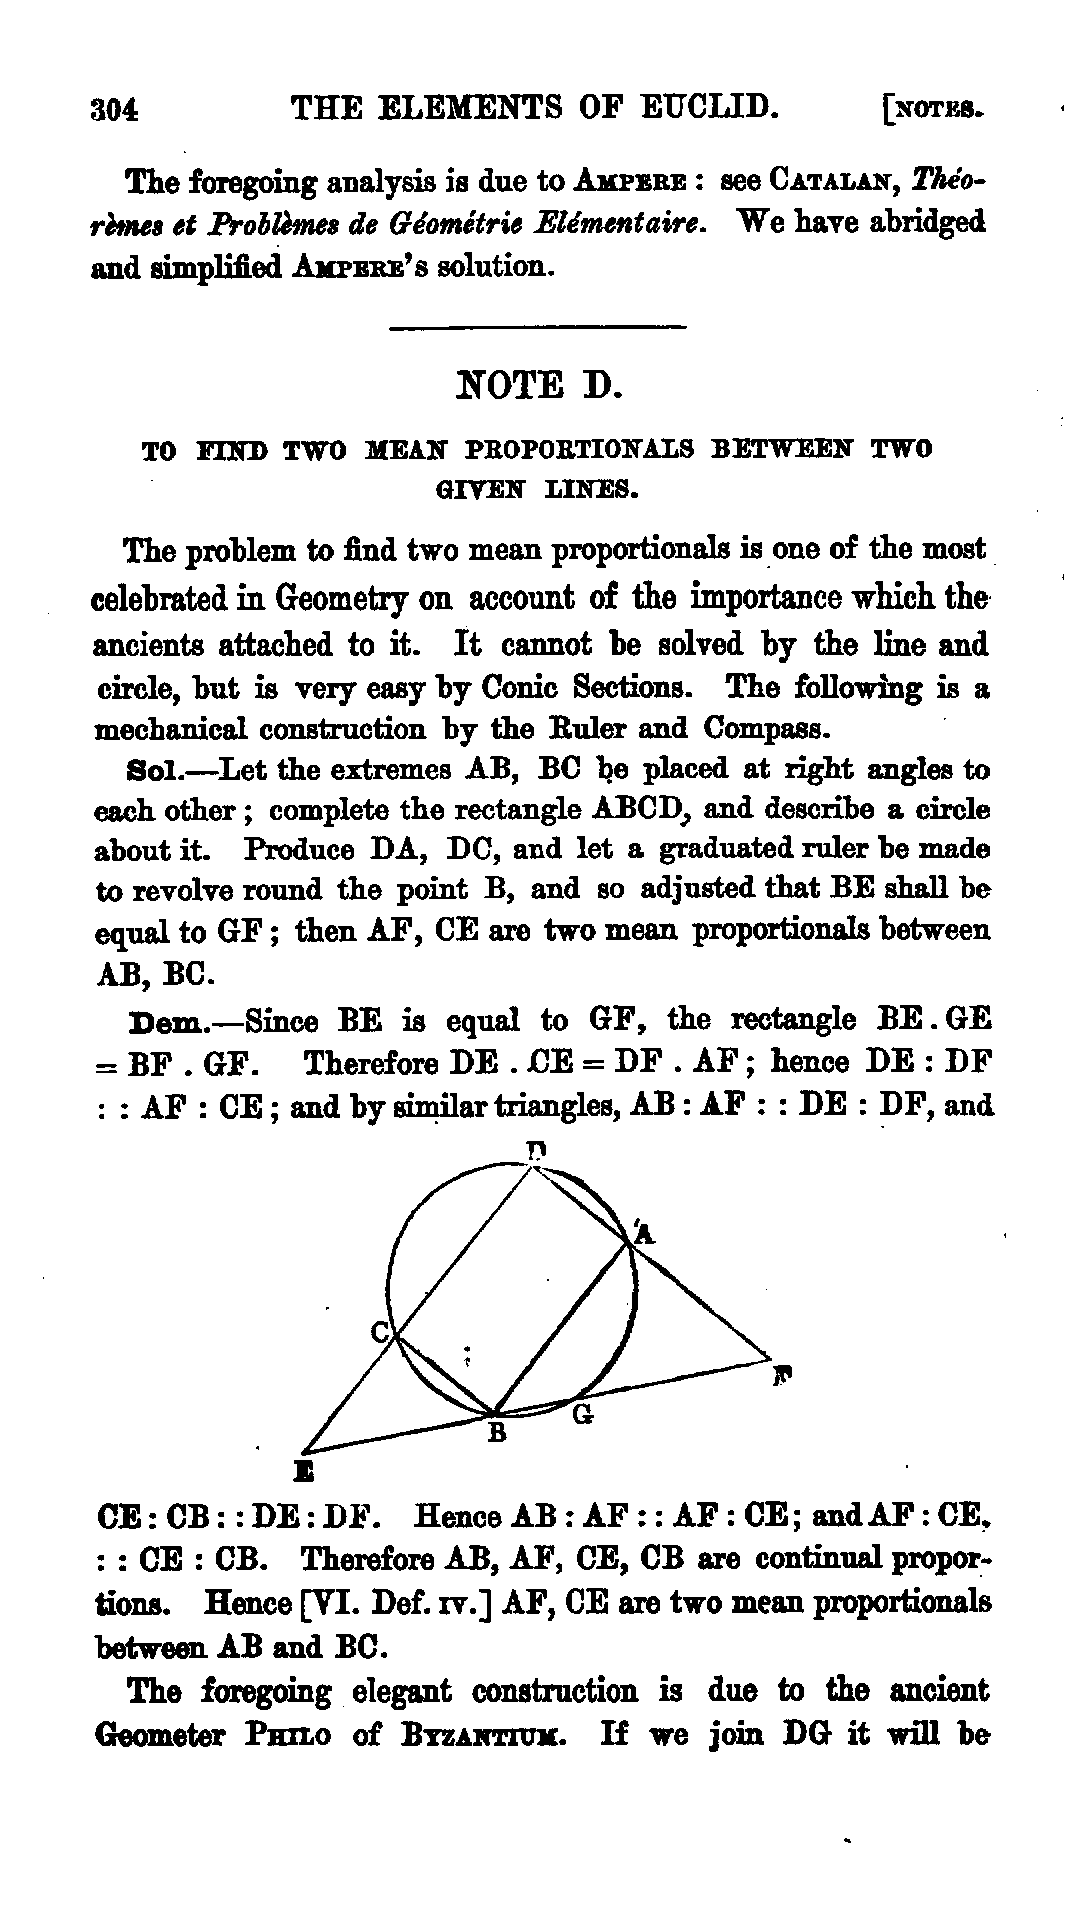 304 THE ELEMENTS OF EUCLID. [NOTES.
The foregoing analysis is due to AMPERE : see CATALAN, Théo-
rèmes et Problèmes de Géométrie Elémentaire. We have abridged
and simplified AMPERE's solution.
NOTE D.
TO FIND TWO MEAN PROPORTIONALS BETWEEN TWO
GIVEN LINES.
The problem to find two mean proportionals is one of the most
celebrated in Geometry on account of the importance which the
ancients attached to it. It cannot be solved by the line and
circle, but is very easy by Conic Sections. The following is a
mechanical construction by the Ruler and Compass.
Sol.—Let the extremes AB, BC be placed at right angles to
each other ; complete the rectangle ABCD, and describe a circle
about it. Produce DA, DC, and let a graduated ruler be made
to revolve round the point B, and so adjusted that BE shall be
equal to GF ; then AF, CE are two mean proportionals between
AB, BC.
Dem.—Since BE is equal to GF, the rectangle BE . GE
= BF . GF. Therefore DE . CE = DF . AF ; hence DE : DF
: : AF : CE ; and by similar triangles, AB : AF : : DE : DF, and
D
A
C
F
G
B
E
CE : CB : : DE : DF. Hence AB : AF : : AF : CE ; and AF : CE,
: : CE : CB. Therefore AB, AF, CE, CB are continual propor-
tions. Hence [VI. Def. IV.] AF, CE are two mean proportionals
between AB and BC.
The foregoing elegant construction is due to the ancient
Geometer PHILO of BYZANTIUM. If we join DG it will be